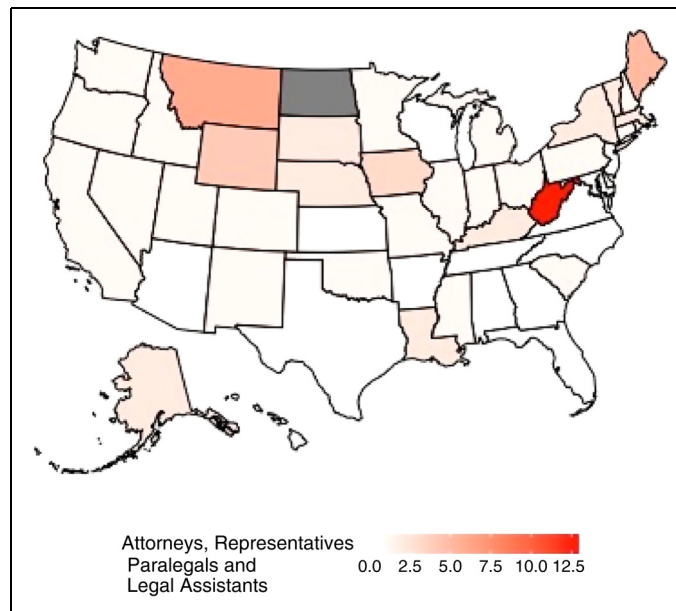 Attorneys, Representatives
Paralegals and
Legal Assistants
0.0 2.5 5.0 7.5 10.0 12.5